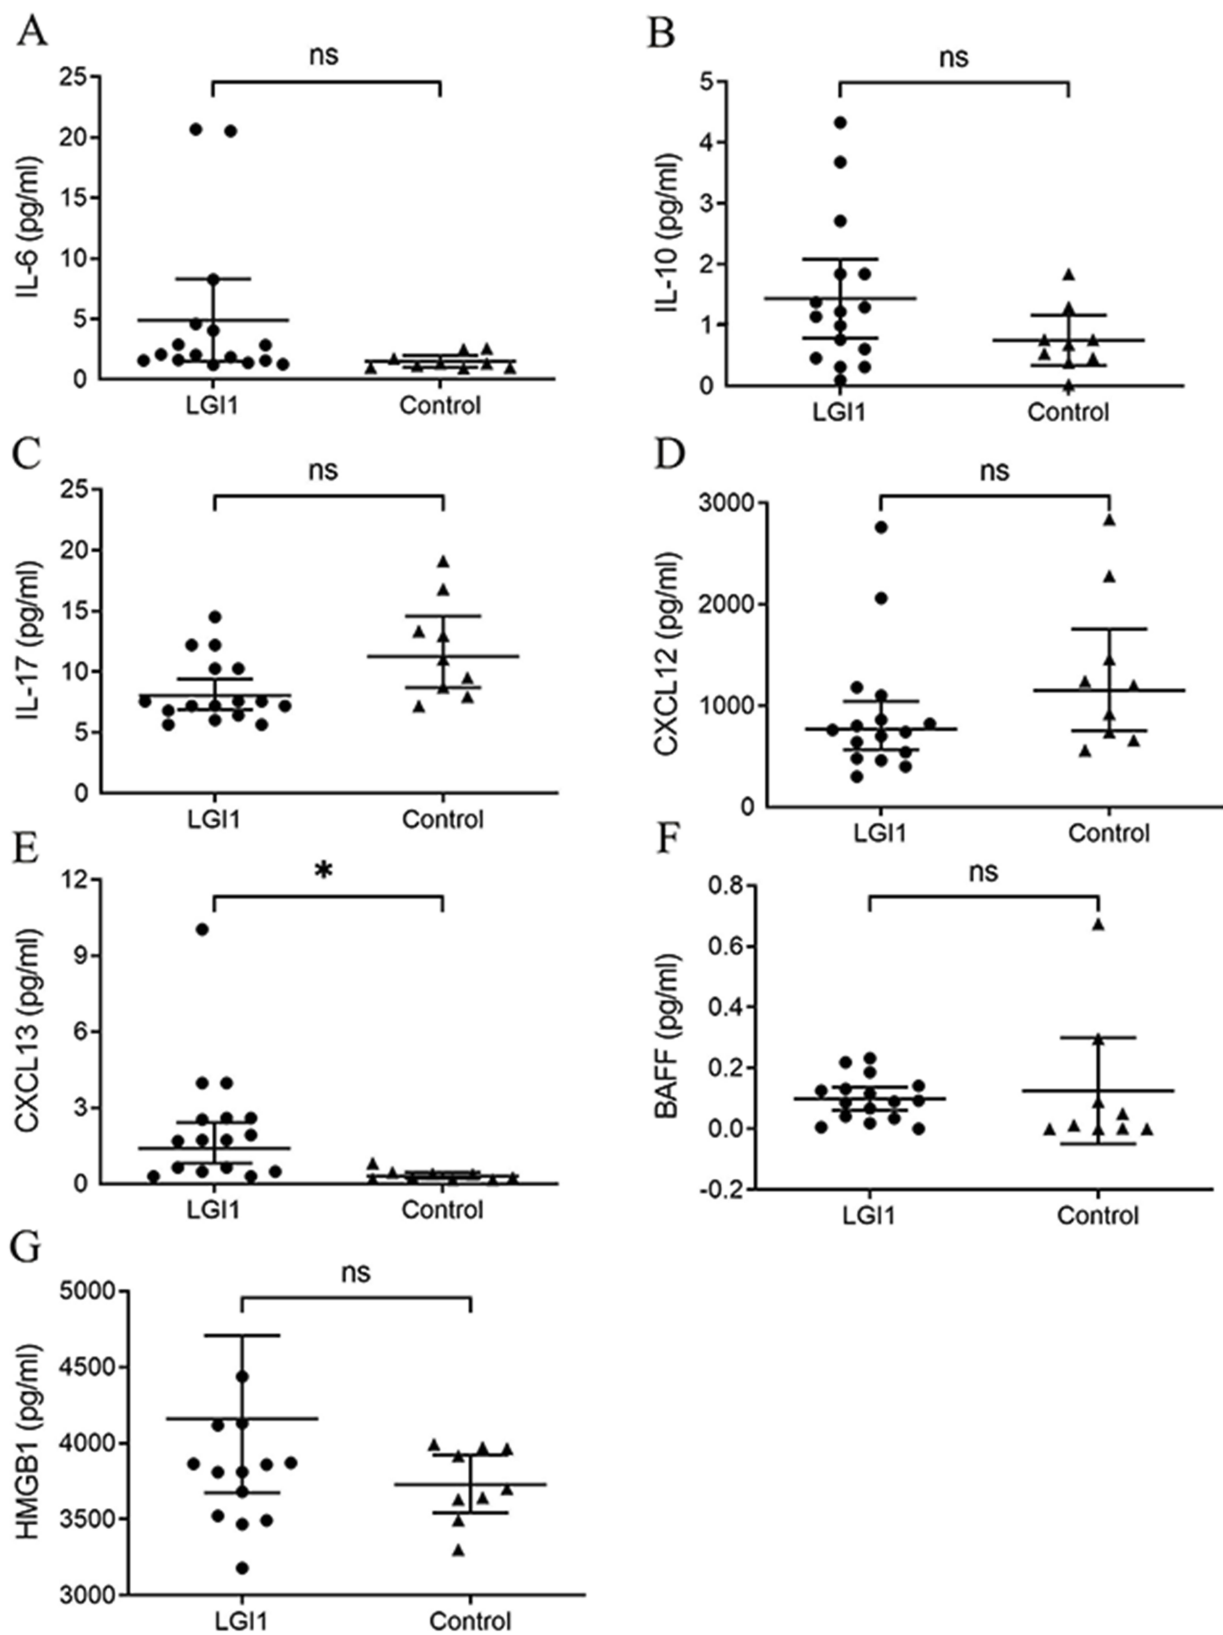 A
ns
25
20
15
10
5
0
IL-6 (pg/ml)
LGI1
Control
B
ns
5
4
3
2
1
0
IL-10 (pg/ml)
LGI1
Control
C
ns
25
20
15
10
5
0
IL-17 (pg/ml)
LGI1
Control
D
ns
3000
2000
1000
0
CXCL12 (pg/ml)
LGI1
Control
E
*
12
9
6
3
0
CXCL13 (pg/ml)
LGI1
Control
F
ns
0.8
0.6
0.4
0.2
0.0
-0.2
BAFF (pg/ml)
LGI1
Control
G
ns
5000
4500
4000
3500
3000
HMGB1 (pg/ml)
LGI1
Control